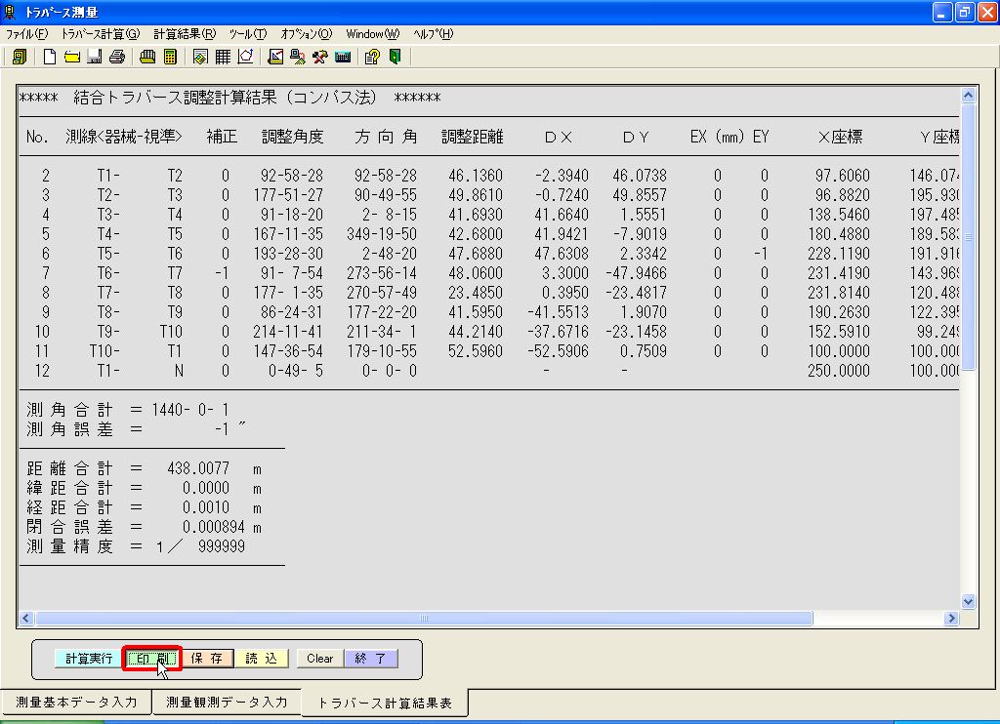 トラバース測量
ファイル(F) トラバース計算(G) 計算結果(R) ツール(T) オプション(O) Window(W) ヘルプ(H)
***** 結合トラバース調整計算結果（コンパス法） ******
No. 測線<器械-視準> 補正 調整角度 方 向 角 調整距離 ＤＸ ＤＹ EX (mm) EY Ｘ座標 Ｙ座標
2 T1- T2 0 92-58-28 92-58-28 46.1360 -2.3940 46.0738 0 0 97.6060 146.074
3 T2- T3 0 177-51-27 90-49-55 49.8610 -0.7240 49.8557 0 0 96.8820 195.930
4 T3- T4 0 91-18-20 2- 8-15 41.6930 41.6640 1.5551 0 0 138.5460 197.485
5 T4- T5 0 167-11-35 349-19-50 42.6800 41.9421 -7.9019 0 0 180.4880 189.583
6 T5- T6 0 193-28-30 2-48-20 47.6880 47.6308 2.3342 0 -1 228.1190 191.916
7 T6- T7 -1 91- 7-54 273-56-14 48.0600 3.3000 -47.9466 0 0 231.4190 143.969
8 T7- T8 0 177- 1-35 270-57-49 23.4850 0.3950 -23.4817 0 0 231.8140 120.488
9 T8- T9 0 86-24-31 177-22-20 41.5950 -41.5513 1.9070 0 0 190.2630 122.395
10 T9- T10 0 214-11-41 211-34- 1 44.2140 -37.6716 -23.1458 0 0 152.5910 99.249
11 T10- T1 0 147-36-54 179-10-55 52.5960 -52.5906 0.7509 0 0 100.0000 100.000
12 T1- N 0 0-49- 5 0- 0- 0 - - 250.0000 100.000
測 角 合 計 ＝ 1440- 0- 1
測 角 誤 差 ＝ -1 ″
距 離 合 計 ＝ 438.0077 ｍ
緯 距 合 計 ＝ 0.0000 ｍ
経 距 合 計 ＝ 0.0010 ｍ
閉 合 誤 差 ＝ 0.000894 ｍ
測 量 精 度 ＝ 1／ 999999
計算実行 印 刷 保 存 読 込 Clear 終 了
測量基本データ入力 測量観測データ入力 トラバース計算結果表